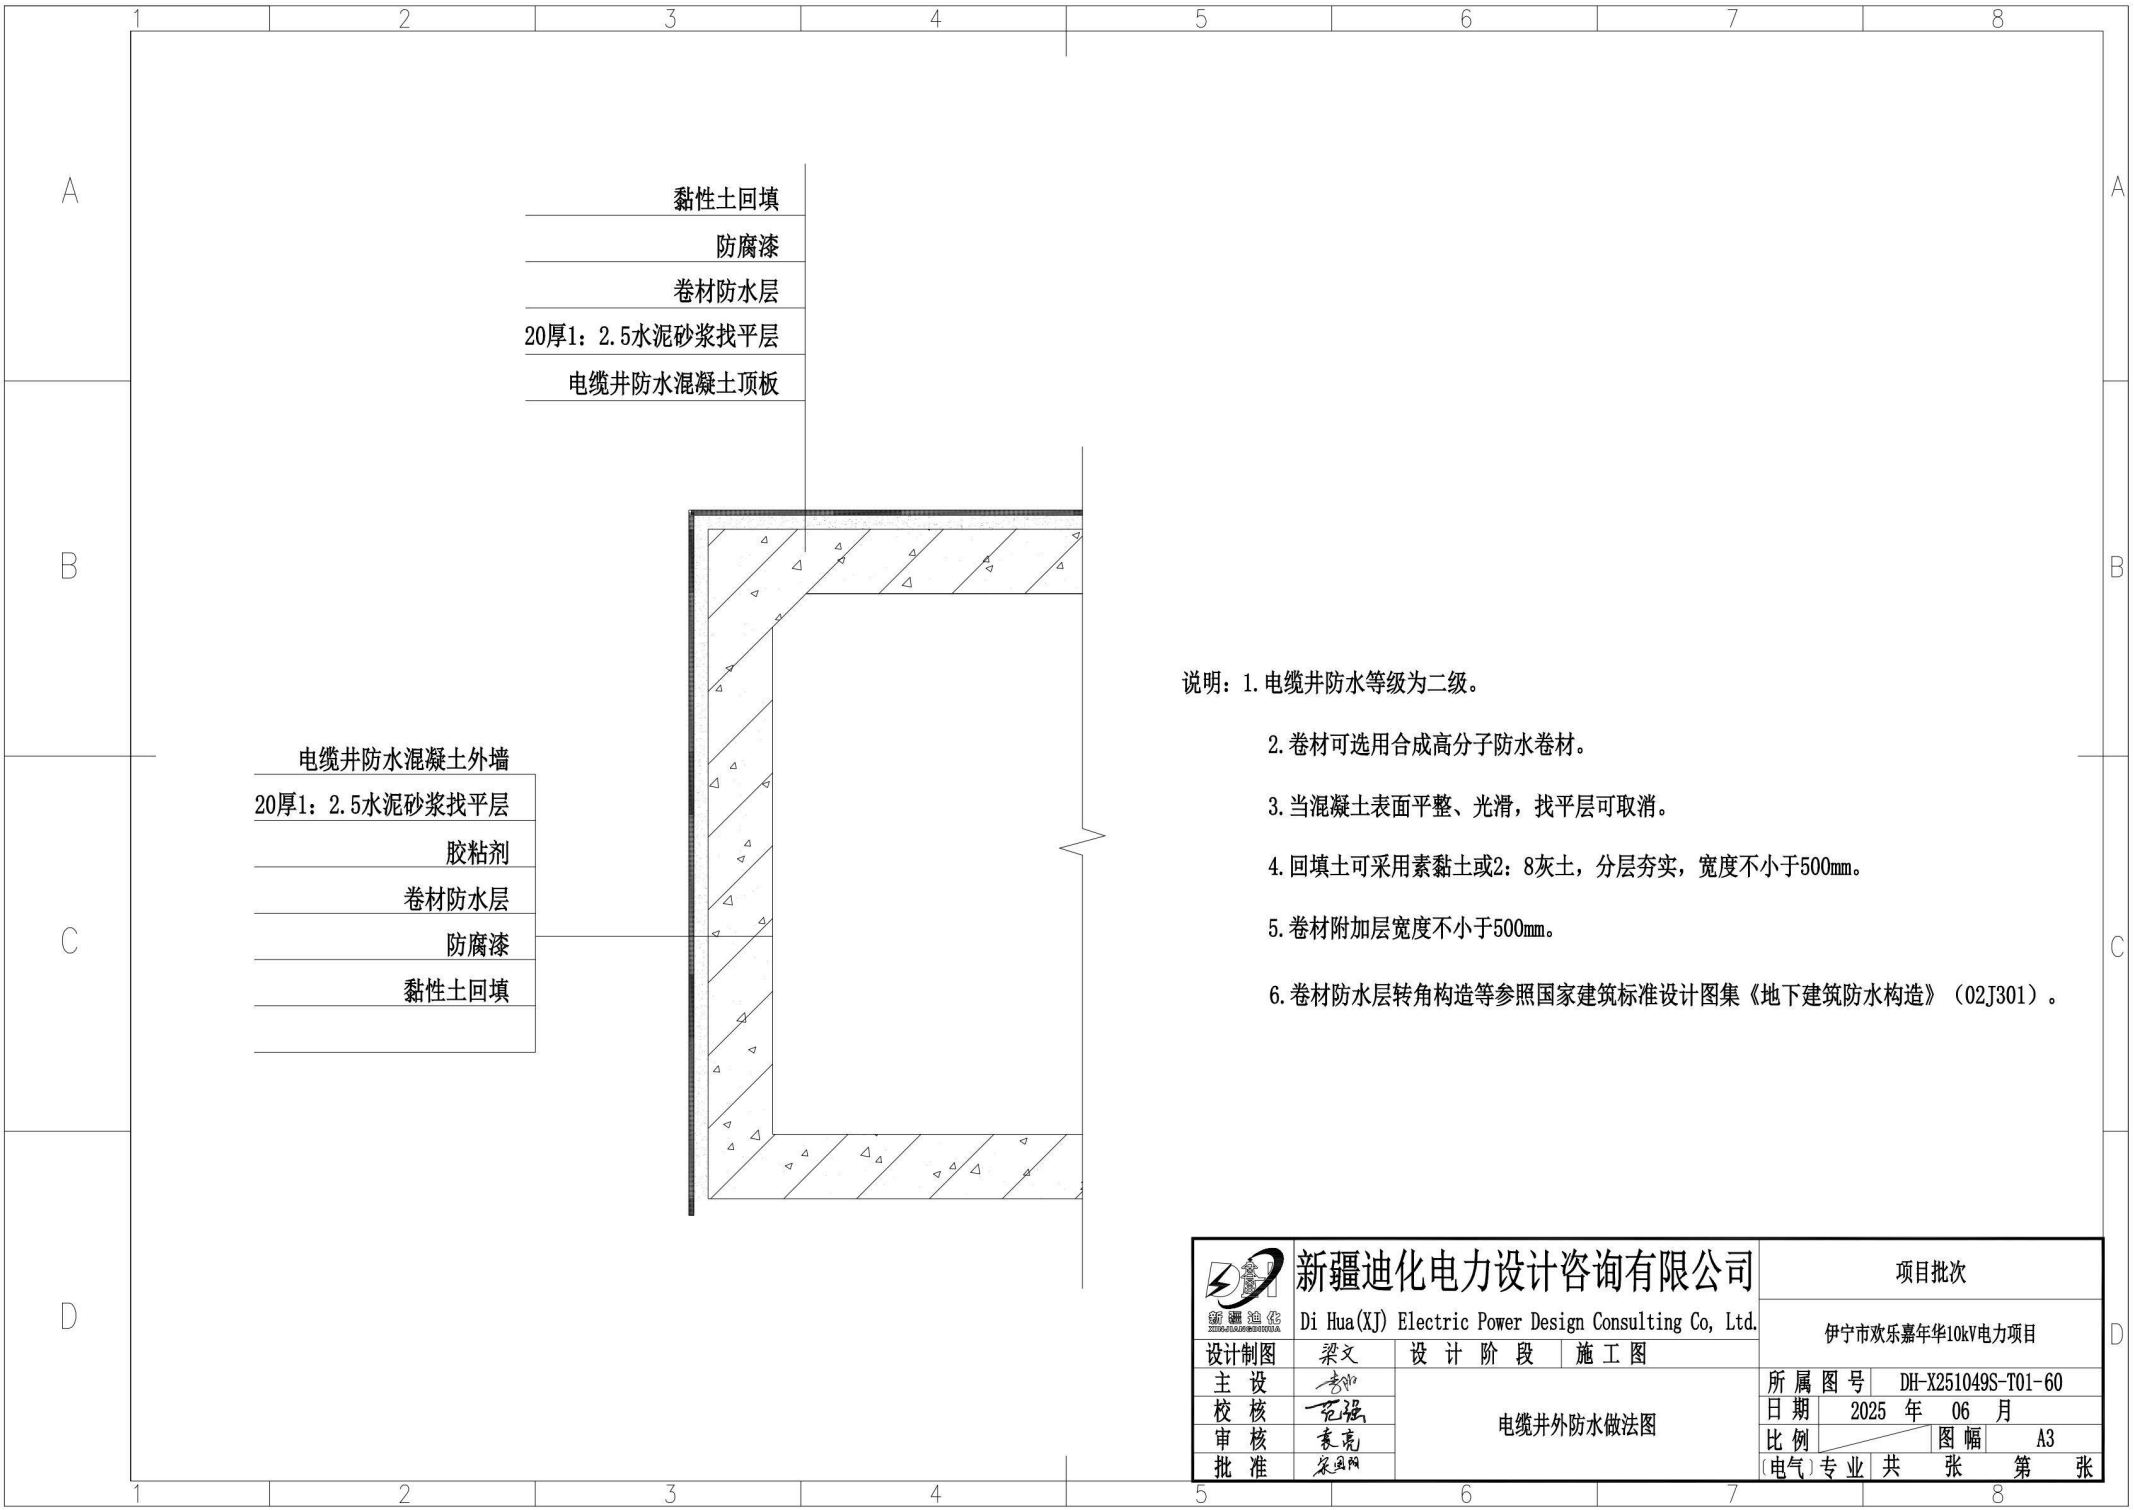 1 2 3 4 5 6 7 8
A A
黏性土回填
防腐漆
卷材防水层
20厚1：2.5水泥砂浆找平层
电缆井防水混凝土顶板
B B
说明：1.电缆井防水等级为二级。
2.卷材可选用合成高分子防水卷材。
3.当混凝土表面平整、光滑，找平层可取消。
4.回填土可采用素黏土或2：8灰土，分层夯实，宽度不小于500mm。
5.卷材附加层宽度不小于500mm。
6.卷材防水层转角构造等参照国家建筑标准设计图集《地下建筑防水构造》（02J301）。
电缆井防水混凝土外墙
20厚1：2.5水泥砂浆找平层
胶粘剂
卷材防水层
防腐漆
黏性土回填
C C
D D
新疆迪化
XINJIANGDIHUA
新疆迪化电力设计咨询有限公司
Di Hua(XJ) Electric Power Design Consulting Co, Ltd.
项目批次
伊宁市欢乐嘉年华10kV电力项目
设计制图 梁文 设计阶段 施工图
主设
校核 范强
审核 袁亮
批准
电缆井外防水做法图
所属图号 DH-X251049S-T01-60
日期 2025 年 06 月
比例 图幅 A3
(电气)专业 共 张 第 张
1 2 3 4 5 6 7 8